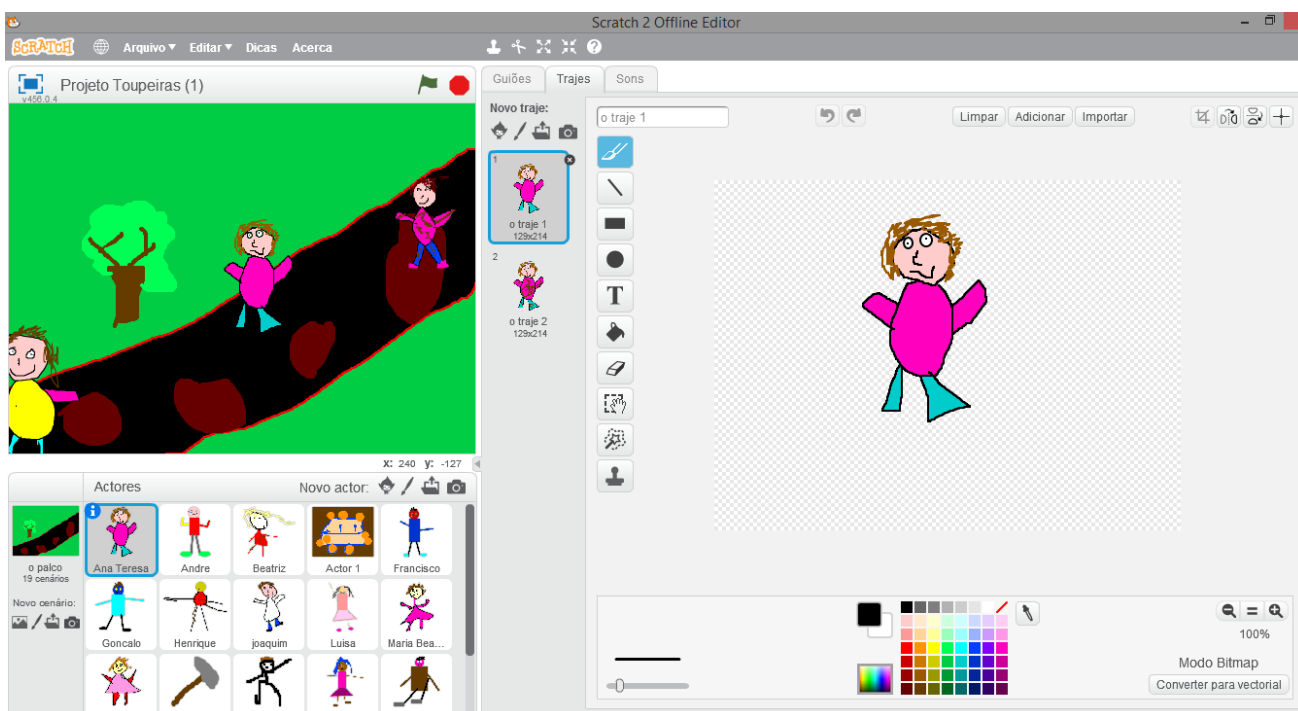 Scratch 2 Offline Editor
SCRATCH Arquivo Editar Dicas Acerca
Projeto Toupeiras (1)
v456.0.4
Guiões Trajes Sons
Novo traje:
o traje 1
Limpar Adicionar Importar
1
o traje 1
129x214
2
o traje 2
129x214
T
X: 240 Y: -127
Actores Novo actor:
o palco
19 cenários
Novo cenário:
Ana Teresa Andre Beatriz Actor 1 Francisco
Goncalo Henrique joaquim Luisa Maria Bea...
100%
Modo Bitmap
Converter para vectorial